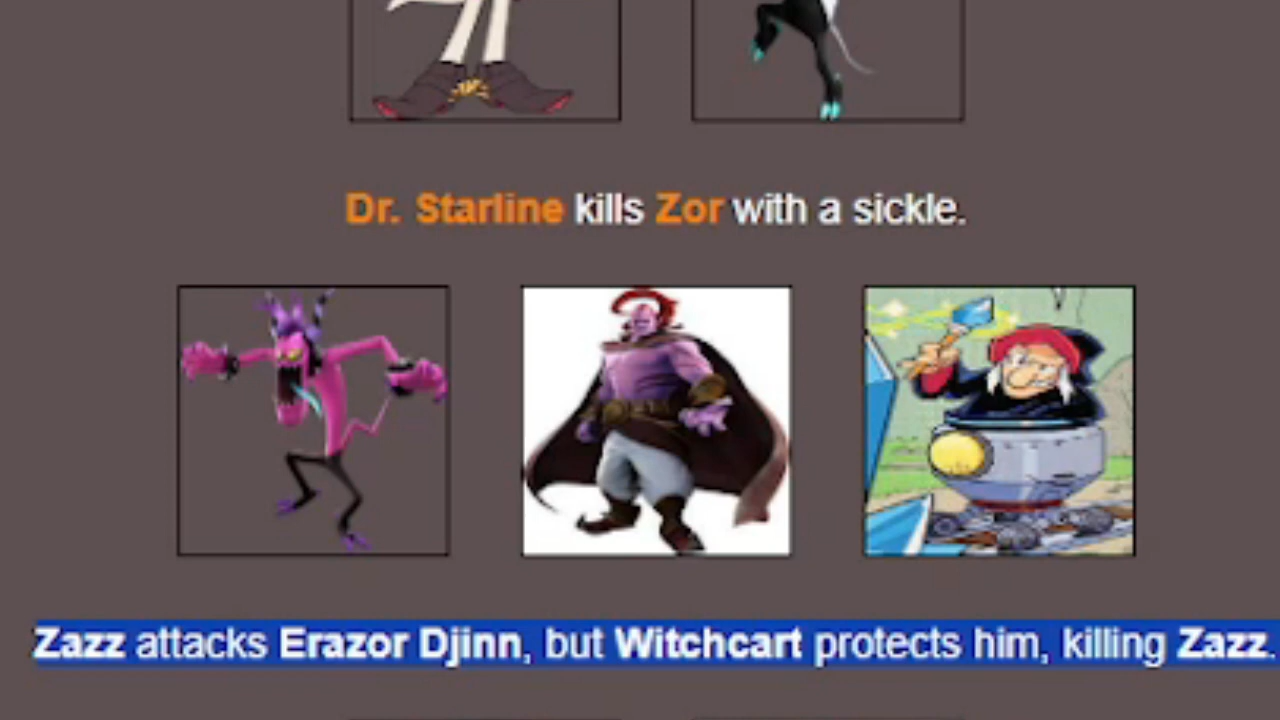 Dr. Starline kills Zor with a sickle.
Zazz attacks Erazor Djinn, but Witchcart protects him, killing Zazz.